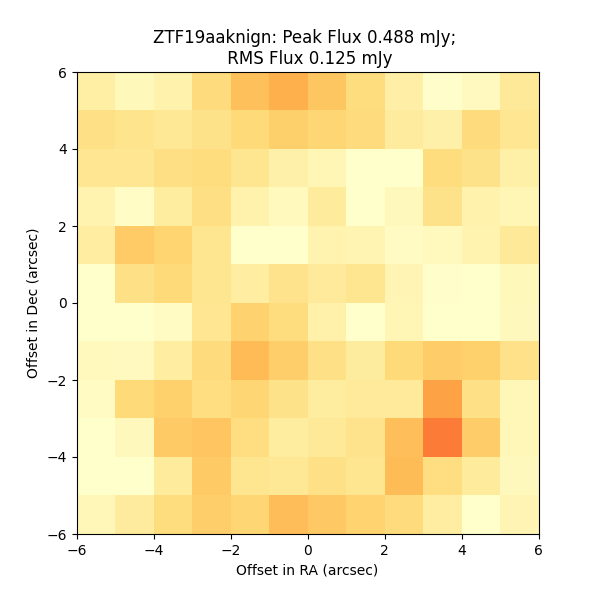 ZTF19aaknign: Peak Flux 0.488 mJy;
RMS Flux 0.125 mJy
6
4
2
0
−2
−4
−6
Offset in Dec (arcsec)
−6 −4 −2 0 2 4 6
Offset in RA (arcsec)